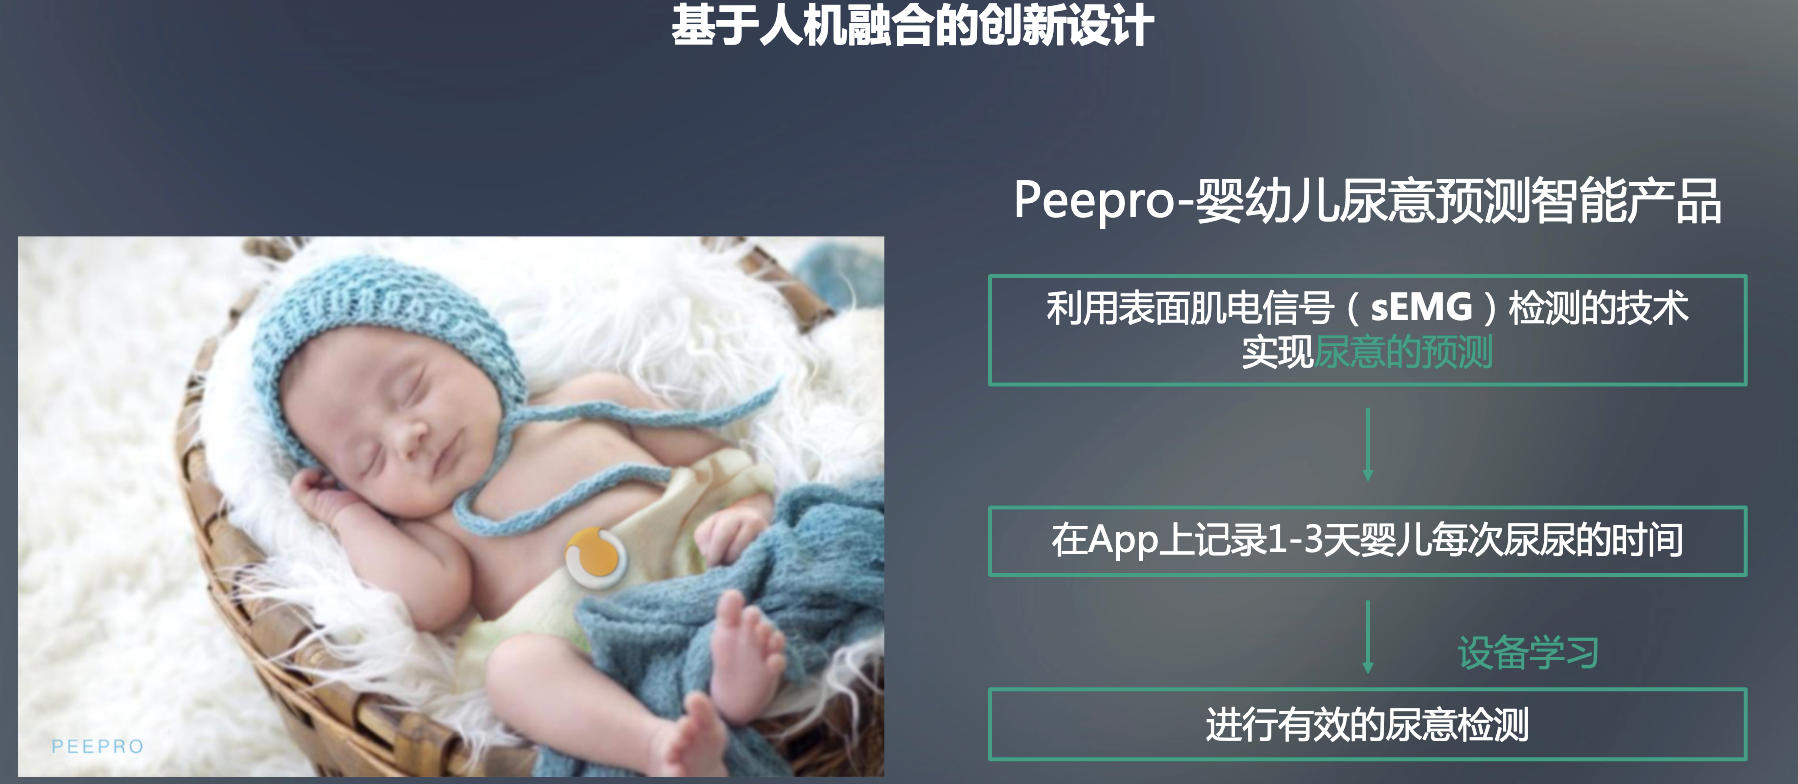 基于人机融合的创新设计
Peepro-婴幼儿尿意预测智能产品
利用表面肌电信号（sEMG）检测的技术
实现尿意的预测
在App上记录1-3天婴儿每次尿尿的时间
设备学习
进行有效的尿意检测
PEEPRO